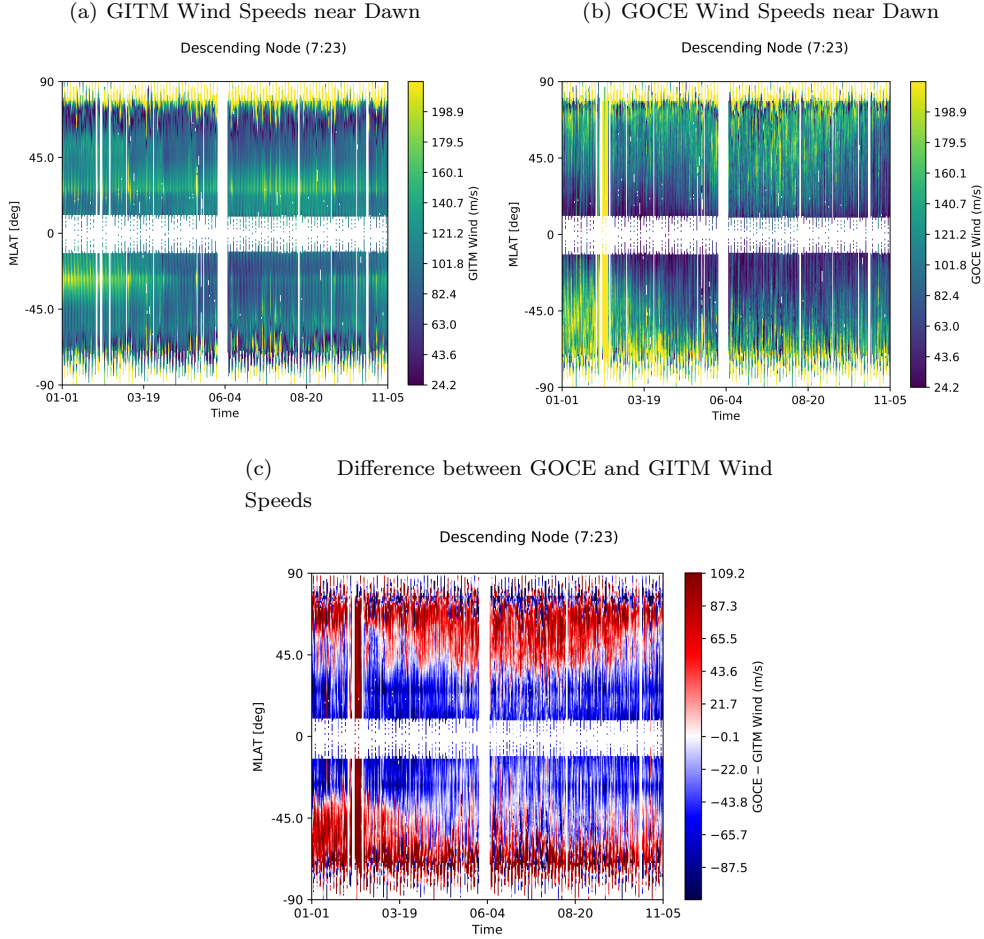 (a) GITM Wind Speeds near Dawn
Descending Node (7:23)
90
45.0
0
-45.0
-90
MLAT [deg]
01-01 03-19 06-04 08-20 11-05
Time
198.9
179.5
160.1
140.7
121.2
101.8
82.4
63.0
43.6
24.2
GITM Wind (m/s)
(b) GOCE Wind Speeds near Dawn
Descending Node (7:23)
90
45.0
0
-45.0
-90
MLAT [deg]
01-01 03-19 06-04 08-20 11-05
Time
198.9
179.5
160.1
140.7
121.2
101.8
82.4
63.0
43.6
24.2
GOCE Wind (m/s)
(c) Difference between GOCE and GITM Wind
Speeds
Descending Node (7:23)
90
45.0
0
-45.0
-90
MLAT [deg]
01-01 03-19 06-04 08-20 11-05
Time
109.2
87.3
65.5
43.6
21.7
−0.1
−22.0
−43.8
−65.7
−87.5
GOCE − GITM Wind (m/s)